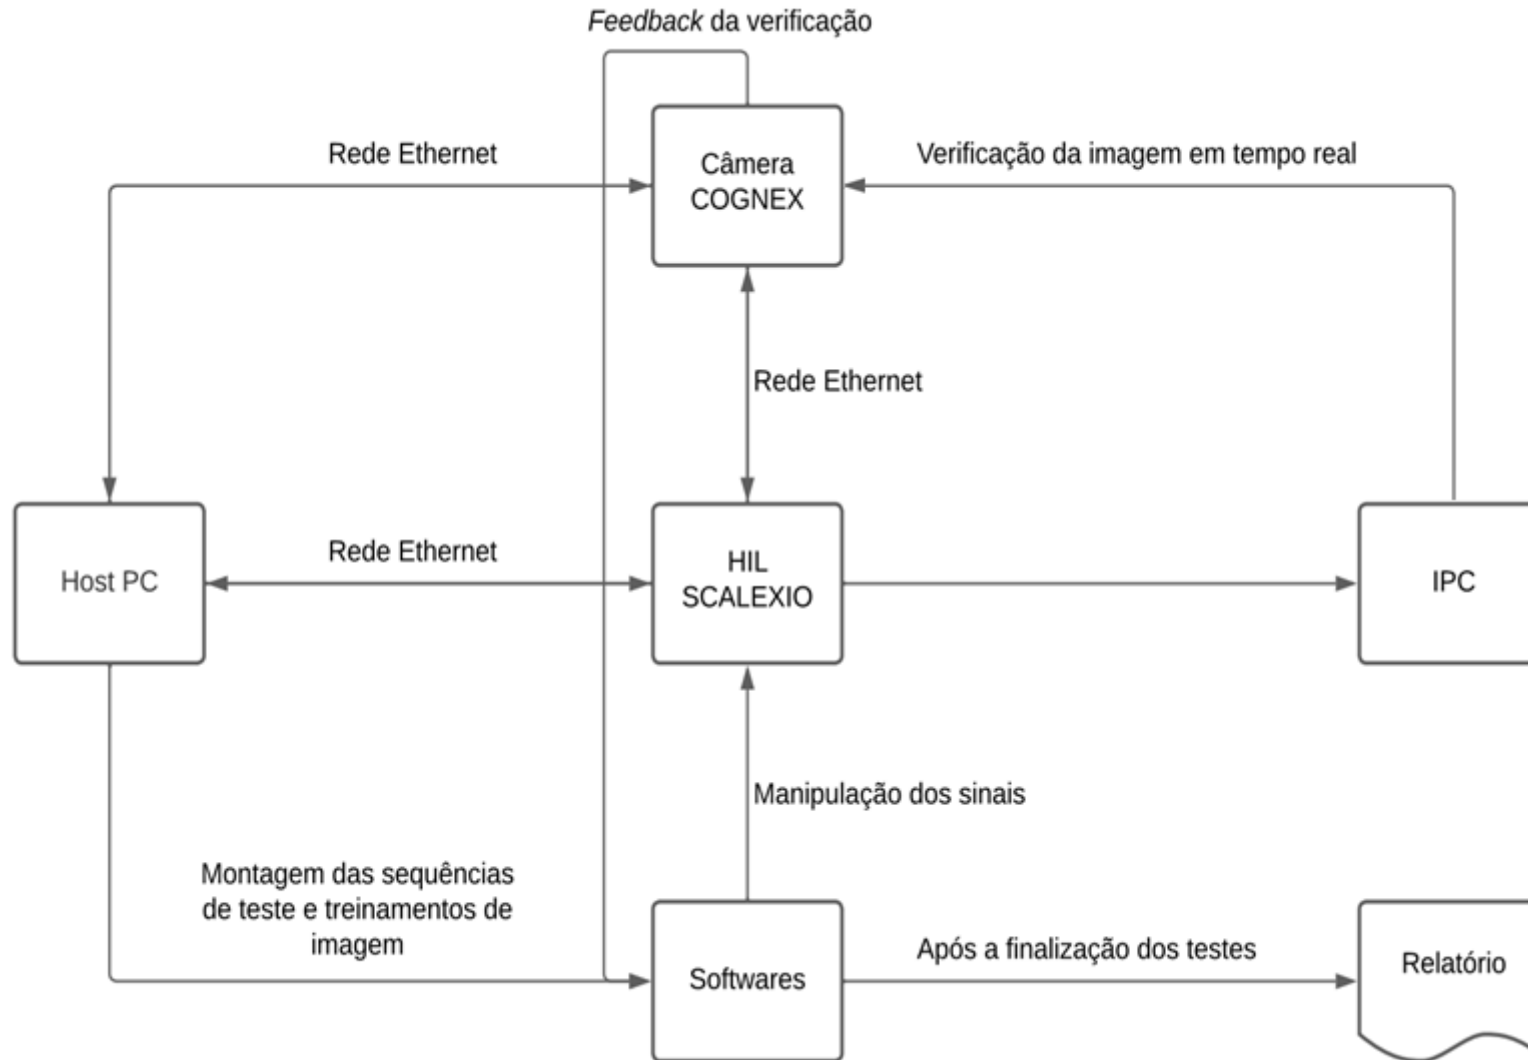 Feedback da verificação
Rede Ethernet
Câmera
COGNEX
Verificação da imagem em tempo real
Rede Ethernet
Host PC
Rede Ethernet
HIL
SCALEXIO
IPC
Manipulação dos sinais
Montagem das sequências
de teste e treinamentos de
imagem
Softwares
Após a finalização dos testes
Relatório